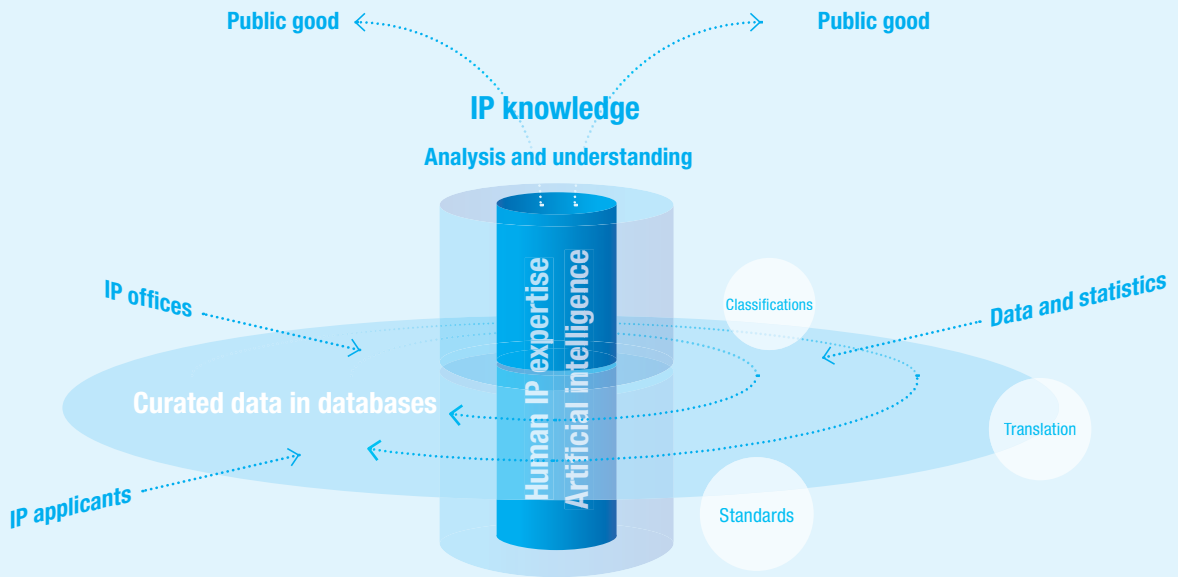 Public good
Public good
IP knowledge
Analysis and understanding
Human IP expertise
Artificial intelligence
Classifications
IP offices
Data and statistics
Curated data in databases
Translation
IP applicants
Standards